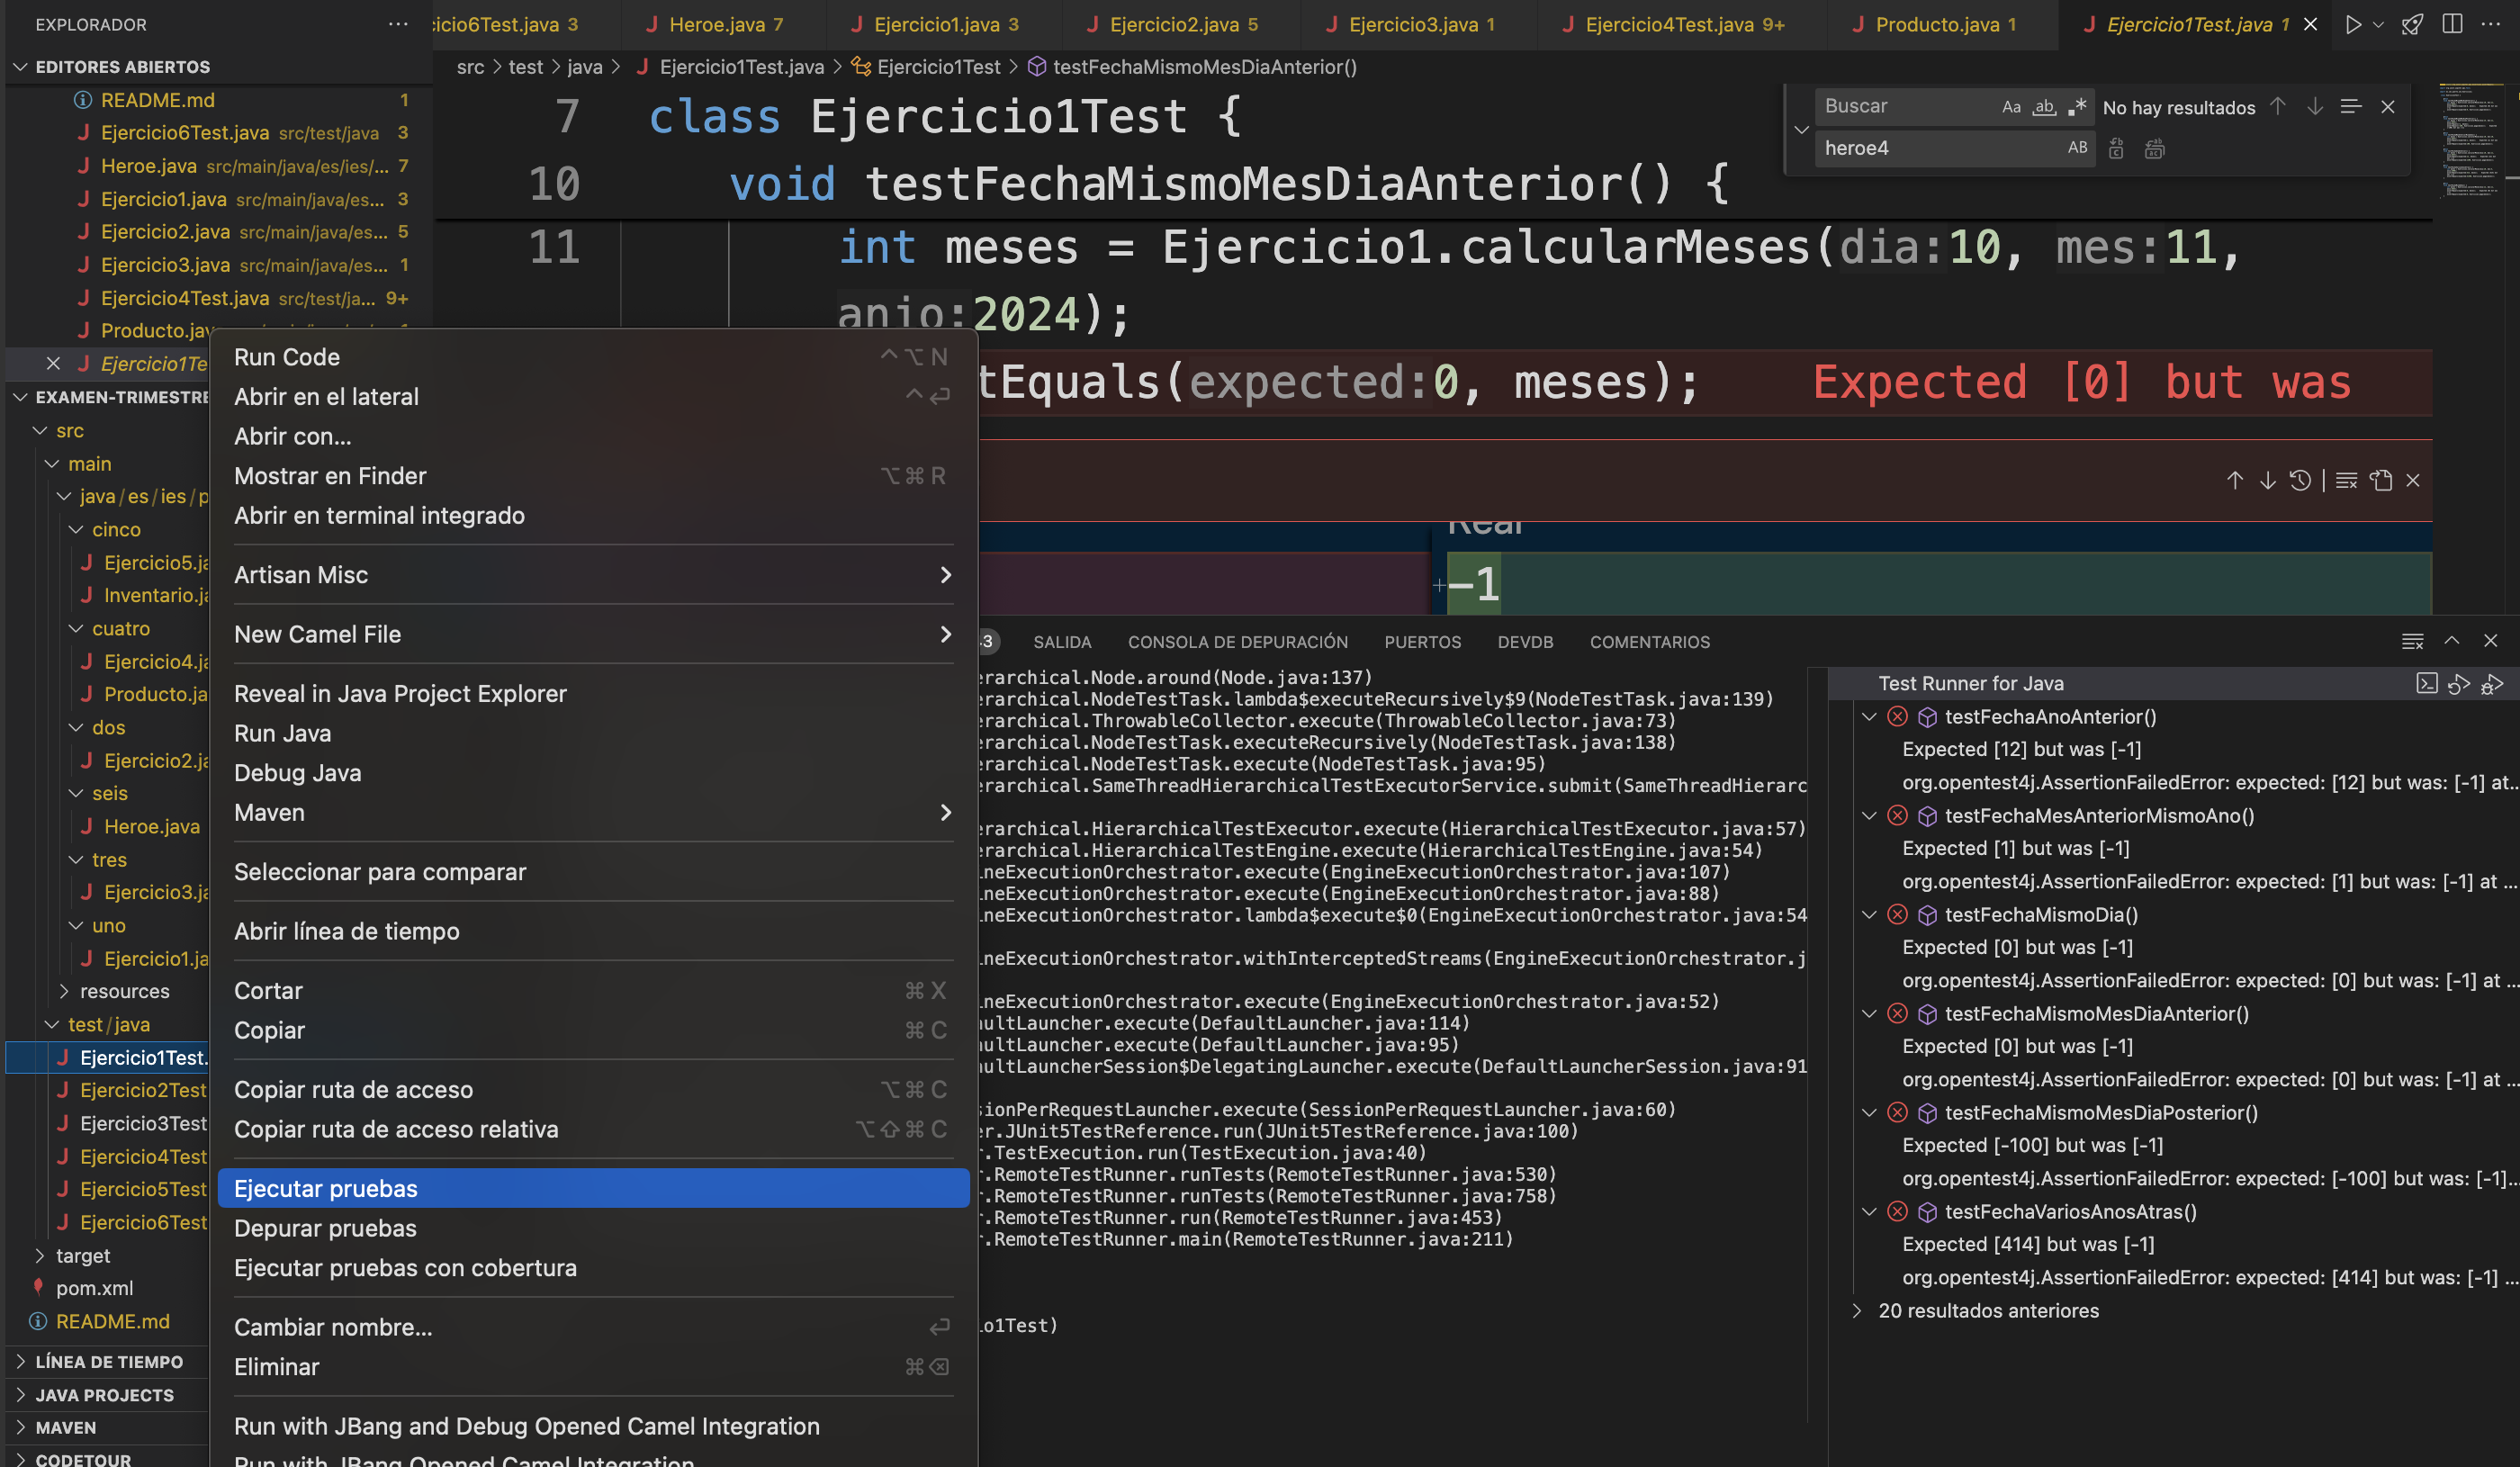 EXPLORADOR
EDITORES ABIERTOS
README.md 1
Ejercicio6Test.java src/test/java 3
Heroe.java src/main/java/es/ies/... 7
Ejercicio1.java src/main/java/es... 3
Ejercicio2.java src/main/java/es... 5
Ejercicio3.java src/main/java/es... 1
Ejercicio4Test.java src/test/ja... 9+
Producto.jav
Ejercicio1Te
EXAMEN-TRIMESTRE
src
main
java/es/ies/p
cinco
Ejercicio5.ja
Inventario.ja
cuatro
Ejercicio4.ja
Producto.ja
dos
Ejercicio2.ja
seis
Heroe.java
tres
Ejercicio3.ja
uno
Ejercicio1.ja
resources
test/java
Ejercicio1Test.
Ejercicio2Test
Ejercicio3Test
Ejercicio4Test
Ejercicio5Test
Ejercicio6Test
target
pom.xml
README.md
LÍNEA DE TIEMPO
JAVA PROJECTS
MAVEN
CODETOUR
cicio6Test.java 3
Heroe.java 7
Ejercicio1.java 3
Ejercicio2.java 5
Ejercicio3.java 1
Ejercicio4Test.java 9+
Producto.java 1
Ejercicio1Test.java 1
src > test > java > Ejercicio1Test.java > Ejercicio1Test > testFechaMismoMesDiaAnterior()
Buscar Aa ab .* No hay resultados
heroe4 AB
7 class Ejercicio1Test {
10 void testFechaMismoMesDiaAnterior() {
11 int meses = Ejercicio1.calcularMeses(dia:10, mes:11,
anio:2024);
tEquals(expected:0, meses); Expected [0] but was
Real
+−1
Run Code ^⌥N
Abrir en el lateral ^⏎
Abrir con...
Mostrar en Finder ⌥⌘R
Abrir en terminal integrado
Artisan Misc
New Camel File
Reveal in Java Project Explorer
Run Java
Debug Java
Maven
Seleccionar para comparar
Abrir línea de tiempo
Cortar ⌘X
Copiar ⌘C
Copiar ruta de acceso ⌥⌘C
Copiar ruta de acceso relativa ⌥⇧⌘C
Ejecutar pruebas
Depurar pruebas
Ejecutar pruebas con cobertura
Cambiar nombre... ⏎
Eliminar ⌘⌫
Run with JBang and Debug Opened Camel Integration
Run with JBang Opened Camel Integration
3 SALIDA CONSOLA DE DEPURACIÓN PUERTOS DEVDB COMENTARIOS
erarchical.Node.around(Node.java:137)
erarchical.NodeTestTask.lambda$executeRecursively$9(NodeTestTask.java:139)
erarchical.ThrowableCollector.execute(ThrowableCollector.java:73)
erarchical.NodeTestTask.executeRecursively(NodeTestTask.java:138)
erarchical.NodeTestTask.execute(NodeTestTask.java:95)
erarchical.SameThreadHierarchicalTestExecutorService.submit(SameThreadHierarc
erarchical.HierarchicalTestExecutor.execute(HierarchicalTestExecutor.java:57)
erarchical.HierarchicalTestEngine.execute(HierarchicalTestEngine.java:54)
ineExecutionOrchestrator.execute(EngineExecutionOrchestrator.java:107)
ineExecutionOrchestrator.execute(EngineExecutionOrchestrator.java:88)
ineExecutionOrchestrator.lambda$execute$0(EngineExecutionOrchestrator.java:54
ineExecutionOrchestrator.withInterceptedStreams(EngineExecutionOrchestrator.j
ineExecutionOrchestrator.execute(EngineExecutionOrchestrator.java:52)
aultLauncher.execute(DefaultLauncher.java:114)
aultLauncher.execute(DefaultLauncher.java:95)
aultLauncherSession$DelegatingLauncher.execute(DefaultLauncherSession.java:91
sionPerRequestLauncher.execute(SessionPerRequestLauncher.java:60)
r.JUnit5TestReference.run(JUnit5TestReference.java:100)
r.TestExecution.run(TestExecution.java:40)
r.RemoteTestRunner.runTests(RemoteTestRunner.java:530)
r.RemoteTestRunner.runTests(RemoteTestRunner.java:758)
r.RemoteTestRunner.run(RemoteTestRunner.java:453)
r.RemoteTestRunner.main(RemoteTestRunner.java:211)
io1Test)
Test Runner for Java
testFechaAnoAnterior()
Expected [12] but was [-1]
org.opentest4j.AssertionFailedError: expected: [12] but was: [-1] at...
testFechaMesAnteriorMismoAno()
Expected [1] but was [-1]
org.opentest4j.AssertionFailedError: expected: [1] but was: [-1] at ...
testFechaMismoDia()
Expected [0] but was [-1]
org.opentest4j.AssertionFailedError: expected: [0] but was: [-1] at ...
testFechaMismoMesDiaAnterior()
Expected [0] but was [-1]
org.opentest4j.AssertionFailedError: expected: [0] but was: [-1] at ...
testFechaMismoMesDiaPosterior()
Expected [-100] but was [-1]
org.opentest4j.AssertionFailedError: expected: [-100] but was: [-1]...
testFechaVariosAnosAtras()
Expected [414] but was [-1]
org.opentest4j.AssertionFailedError: expected: [414] but was: [-1] ...
20 resultados anteriores